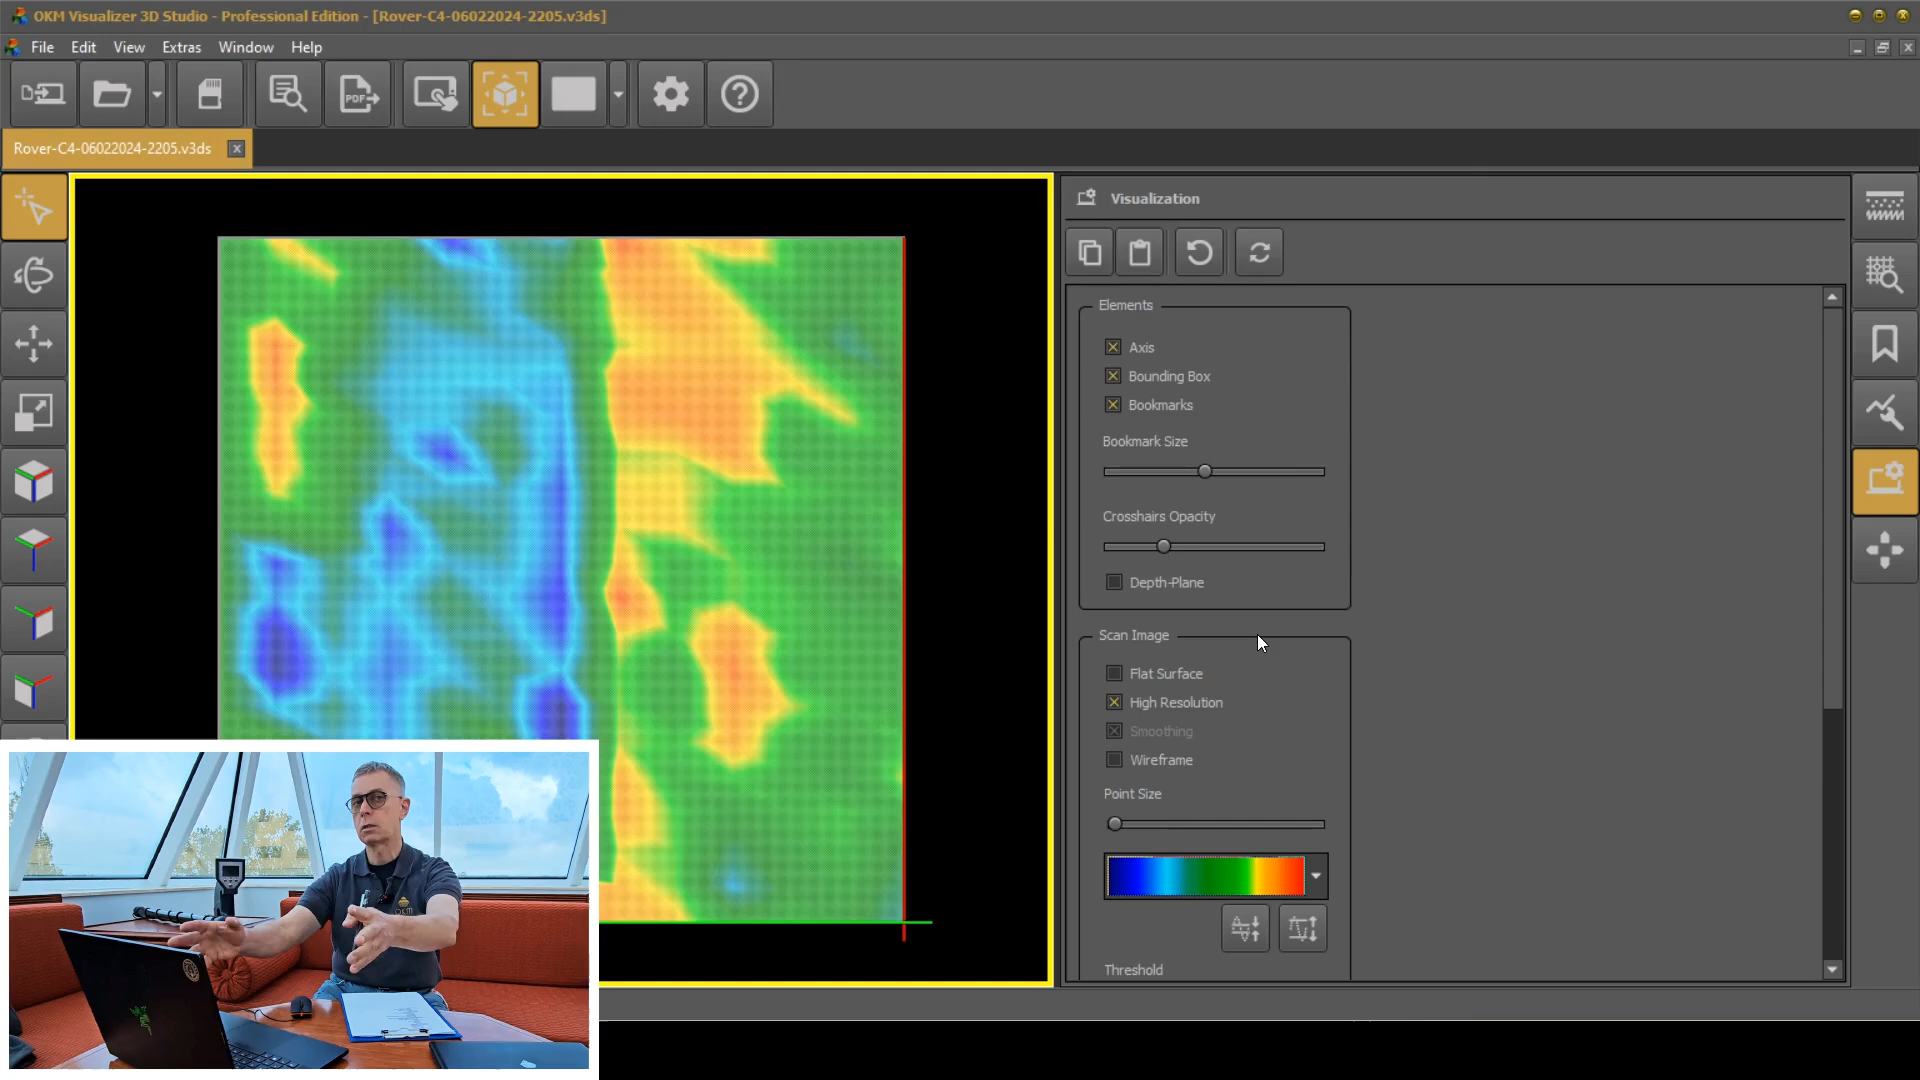 OKM Visualizer 3D Studio - Professional Edition - [Rover-C4-06022024-2205.v3ds]
File Edit View Extras Window Help
PDF
Rover-C4-06022024-2205.v3ds
Visualization
Elements
Axis
Bounding Box
Bookmarks
Bookmark Size
Crosshairs Opacity
Depth-Plane
Scan Image
Flat Surface
High Resolution
Smoothing
Wireframe
Point Size
Threshold
OKM